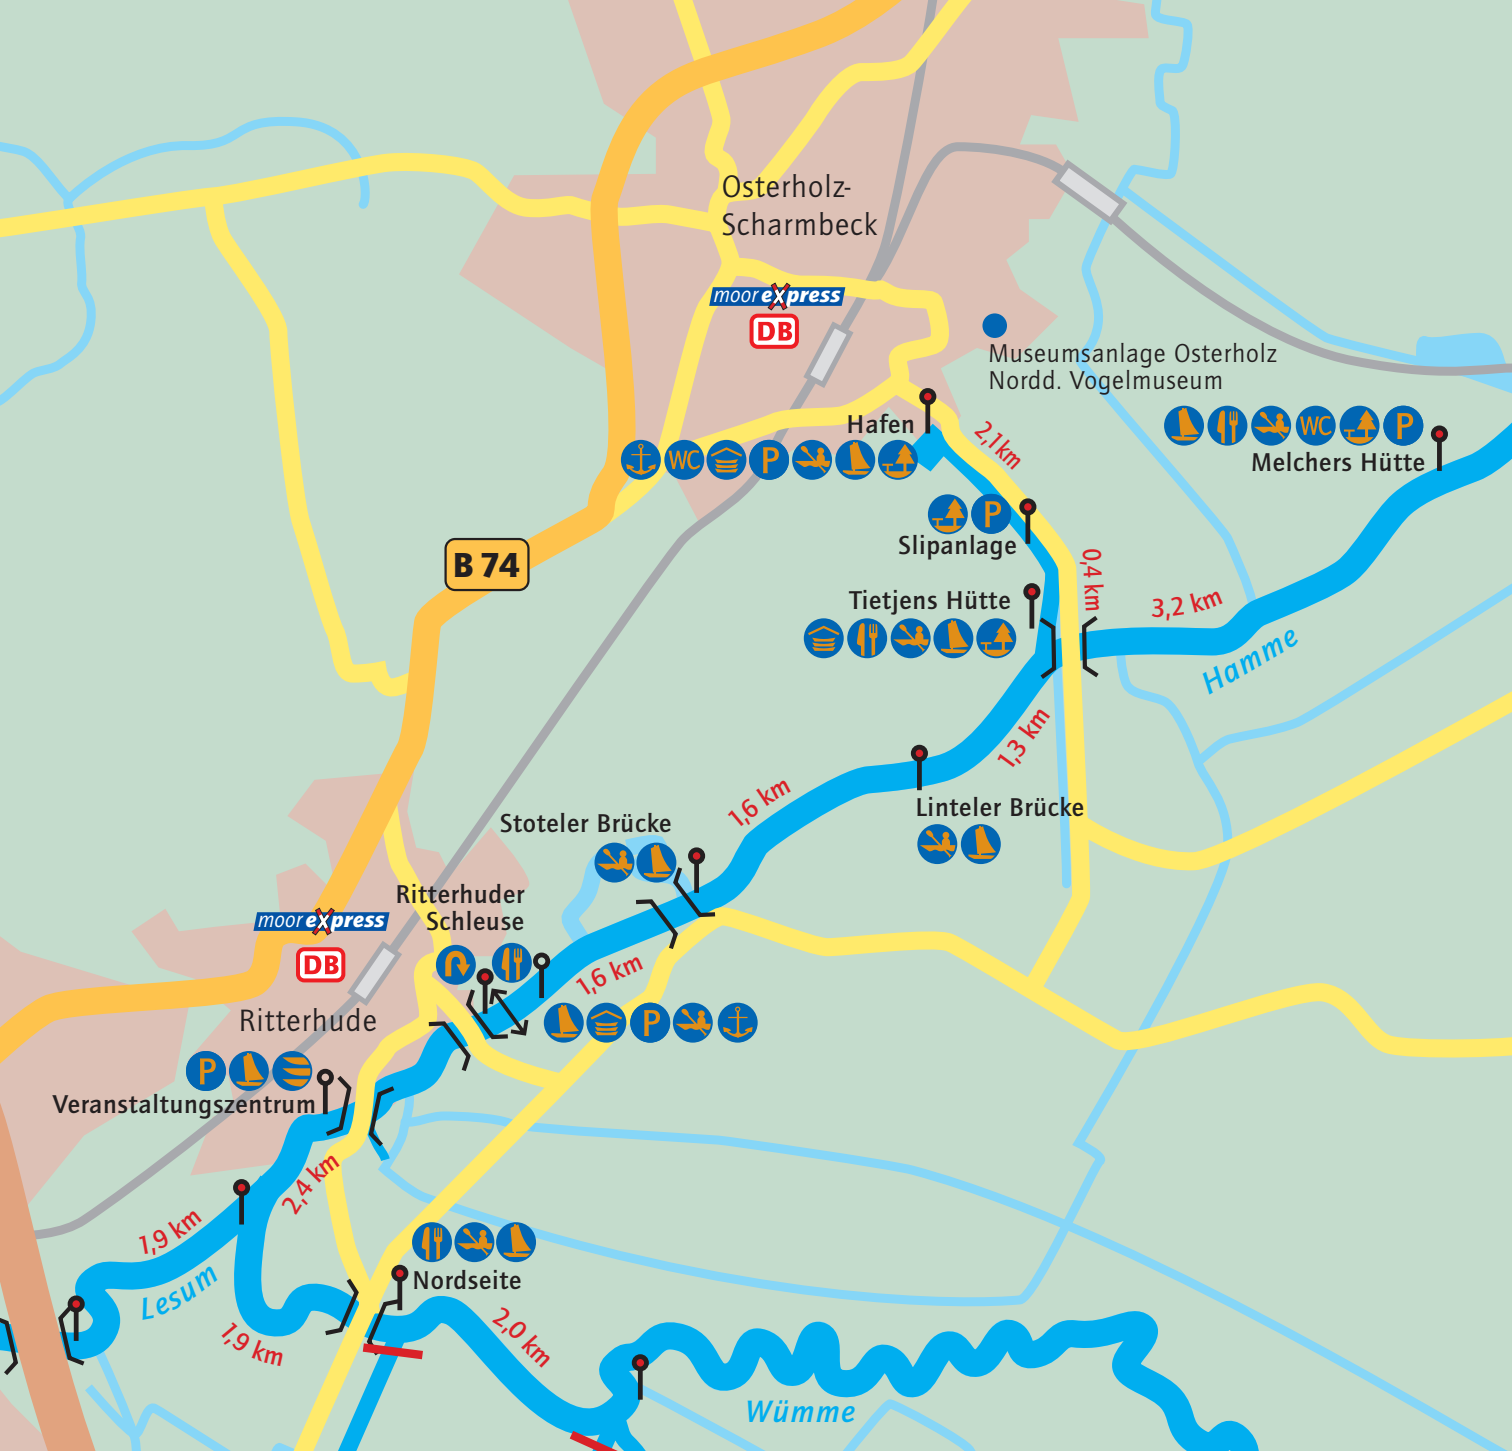 Osterholz-
Scharmbeck
moorexpress
DB
Museumsanlage Osterholz
Nordd. Vogelmuseum
Hafen
WC
P
2,1km
WC
P
Melchers Hütte
P
Slipanlage
B 74
0,4 km
Tietjens Hütte
3,2 km
Hamme
1,3 km
Linteler Brücke
1,6 km
Stoteler Brücke
Ritterhuder
Schleuse
moorexpress
DB
1,6 km
P
Ritterhude
P
Veranstaltungszentrum
2,4 km
1,9 km
Lesum
Nordseite
1,9 km
2,0 km
Wümme